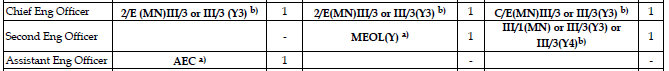 Chief Eng Officer 2/E (MN)III/3 or III/3 (Y3) b) 1 2/E(MN)III/3 or III/3(Y3) b) 1 C/E(MN)III/3 or III/3(Y3) b) 1
Second Eng Officer - MEOL(Y) a) 1 III/1(MN) or III/3(Y3) or III/3(Y4)b) 1
Assistant Eng Officer AEC a) 1 - -